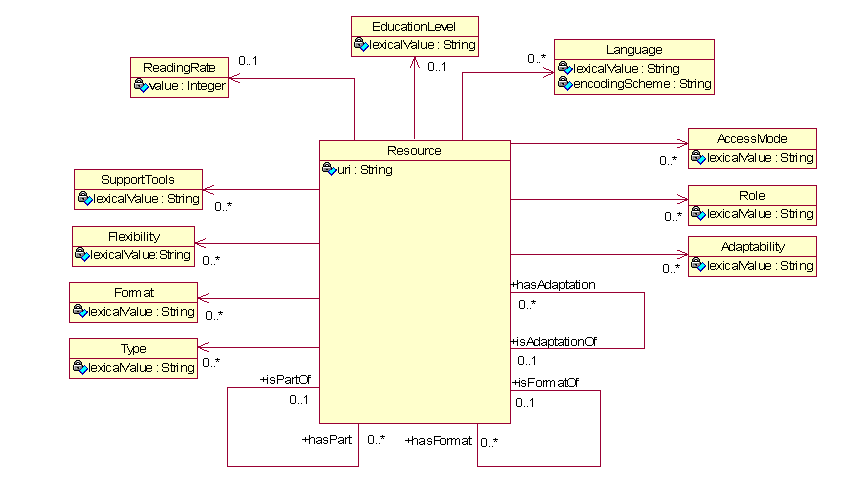 EducationLevel
lexicalValue : String
0..1
ReadingRate
value : Integer
0..1
Language
lexicalValue : String
encodingScheme : String
0..*
Resource
uri : String
AccessMode
lexicalValue : String
0..*
SupportTools
lexicalValue : String
0..*
Role
lexicalValue : String
0..*
Flexibility
lexicalValue:String
0..*
Adaptability
lexicalValue : String
0..*
Format
lexicalValue : String
0..*
+hasAdaptation
0..*
Type
lexicalValue : String
0..*
+isAdaptationOf
0..1
+isPartOf
0..1
+isFormatOf
0..1
+hasPart
0..*
+hasFormat
0..*